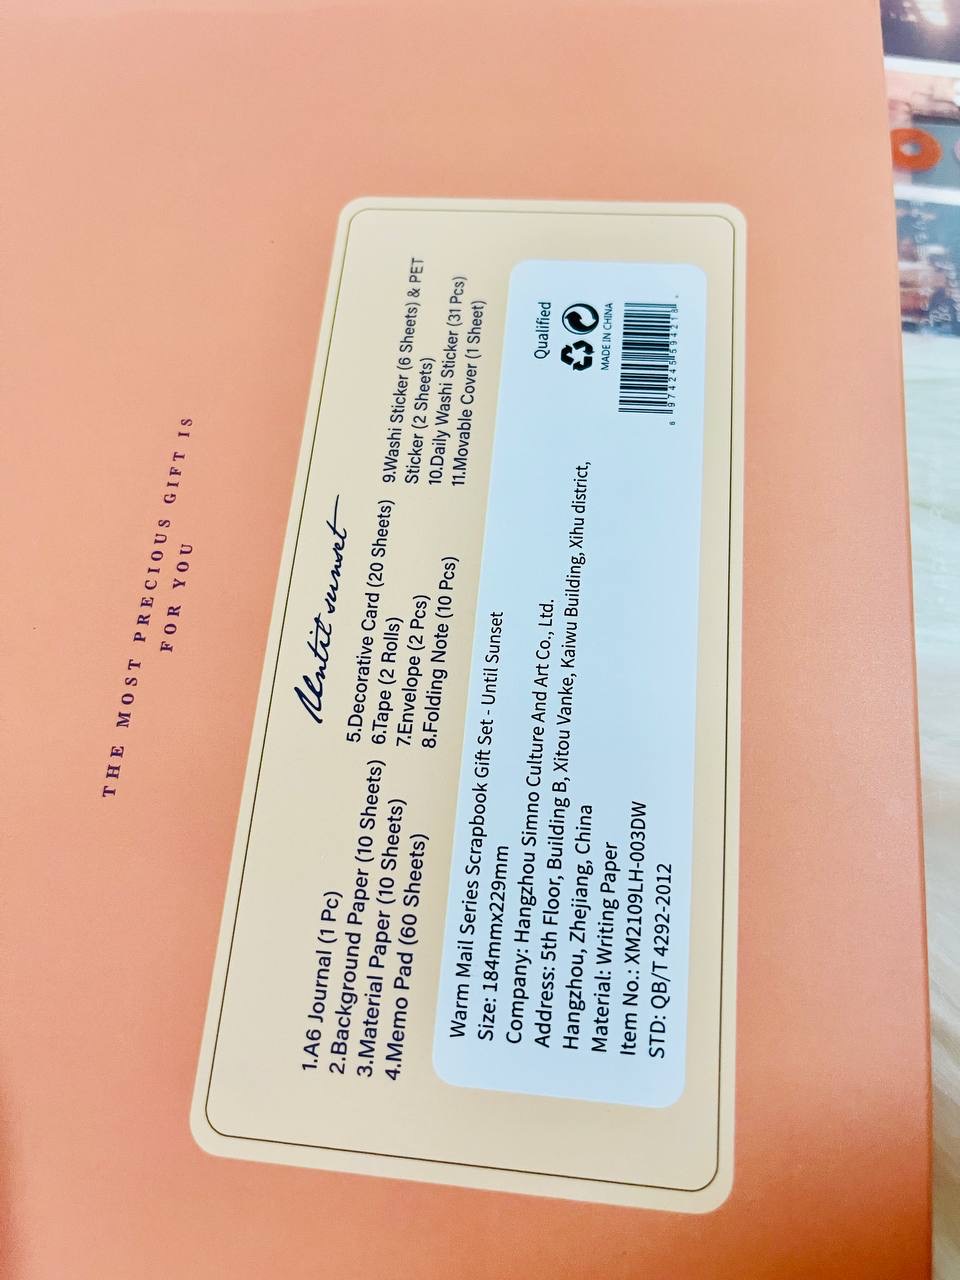 THE MOST PRECIOUS GIFT IS
FOR YOU
Until sunset
1.A6 Journal (1 Pc)
2.Background Paper (10 Sheets)
3.Material Paper (10 Sheets)
4.Memo Pad (60 Sheets)
5.Decorative Card (20 Sheets)
6.Tape (2 Rolls)
7.Envelope (2 Pcs)
8.Folding Note (10 Pcs)
9.Washi Sticker (6 Sheets) & PET
Sticker (2 Sheets)
10.Daily Washi Sticker (31 Pcs)
11.Movable Cover (1 Sheet)
Warm Mail Series Scrapbook Gift Set - Until Sunset
Size: 184mmx229mm
Company: Hangzhou Simno Culture And Art Co., Ltd.
Address: 5th Floor, Building B, Xitou Vanke, Kaiwu Building, Xihu district,
Hangzhou, Zhejiang, China
Material: Writing Paper
Item No.: XM2109LH-003DW
STD: QB/T 4292-2012
Qualified
MADE IN CHINA
6 974245 594218